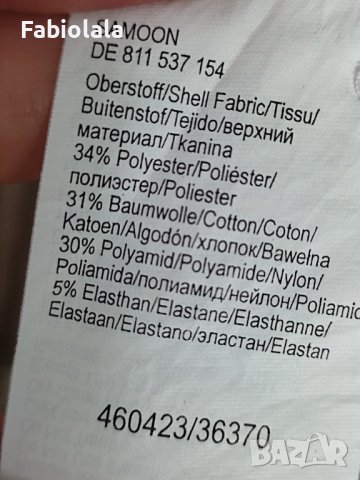 Fabiolala
SAMOON
DE 811 537 154
Oberstoff/Shell Fabric/Tissu/
Buitenstof/Tejido/верхний
материал/Tkanina
34% Polyester/Poliéster/
полиэстер/Poliester
31% Baumwolle/Cotton/Coton/
Katoen/Algodón/хлопок/Bawełna
30% Polyamid/Polyamide/Nylon/
Poliamida/полиамид/нейлон/Poliamid
5% Elasthan/Elastane/Elasthanne/
Elastaan/Elastano/эластан/Elastan
460423/36370
BAZAR